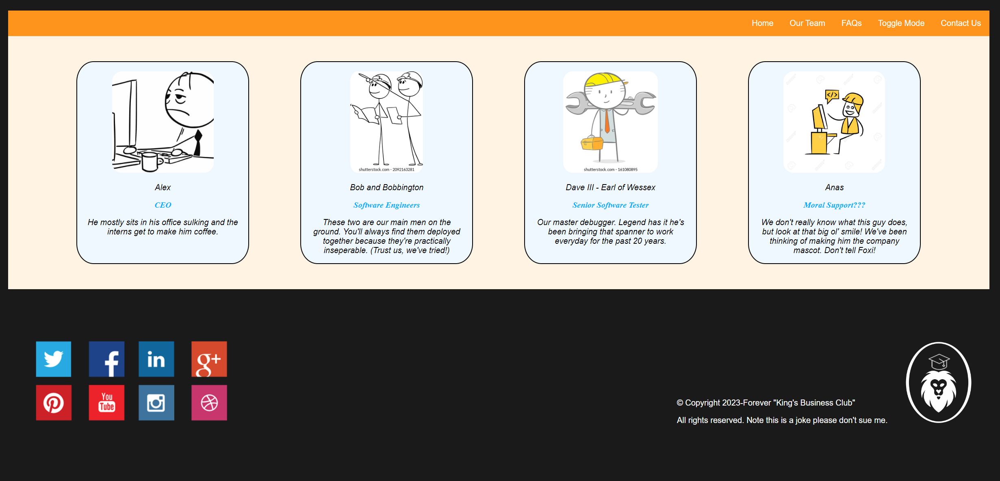 Home Our Team FAQs Toggle Mode Contact Us
</>
shutterstock.com · 2092163281
shutterstock.com · 161080895
Alex
CEO
He mostly sits in his office sulking and the
interns get to make him coffee.
Bob and Bobbington
Software Engineers
These two are our main men on the
ground. You'll always find them deployed
together because they're practically
inseperable. (Trust us, we've tried!)
Dave III - Earl of Wessex
Senior Software Tester
Our master debugger. Legend has it he's
been bringing that spanner to work
everyday for the past 20 years.
Anas
Moral Support???
We don't really know what this guy does,
but look at that big ol' smile! We've been
thinking of making him the company
mascot. Don't tell Foxi!
f in g+
You
Tube
© Copyright 2023-Forever "King's Business Club"
All rights reserved. Note this is a joke please don't sue me.